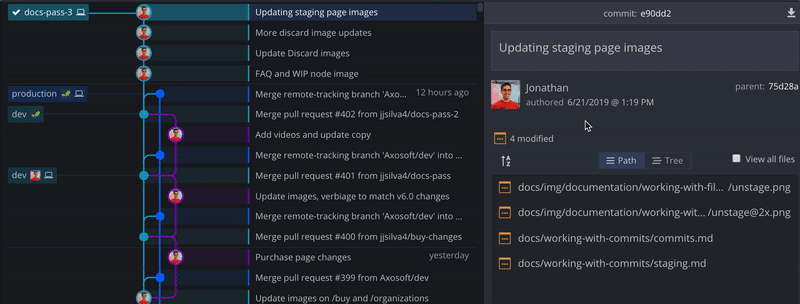 docs-pass-3
Updating staging page images
More discard image updates
Update Discard images
FAQ and WIP node image
production
Merge remote-tracking branch 'Axo...
12 hours ago
dev
Merge pull request #402 from jjsilva4/docs-pass-2
Add videos and update copy
Merge remote-tracking branch 'Axosoft/dev' into ...
dev
Merge pull request #401 from jjsilva4/docs-pass
Update images, verbiage to match v6.0 changes
Merge remote-tracking branch 'Axosoft/dev' into ...
Merge pull request #400 from jjsilva4/buy-changes
Purchase page changes
yesterday
Merge pull request #399 from Axosoft/dev
Update images on /buy and /organizations
commit: e90dd2
Updating staging page images
Jonathan
parent: 75d28a
authored 6/21/2019 @ 1:19 PM
4 modified
A
Z
Path
Tree
View all files
docs/img/documentation/working-with-fil... /unstage.png
docs/img/documentation/working-wit... /unstage@2x.png
docs/working-with-commits/commits.md
docs/working-with-commits/staging.md